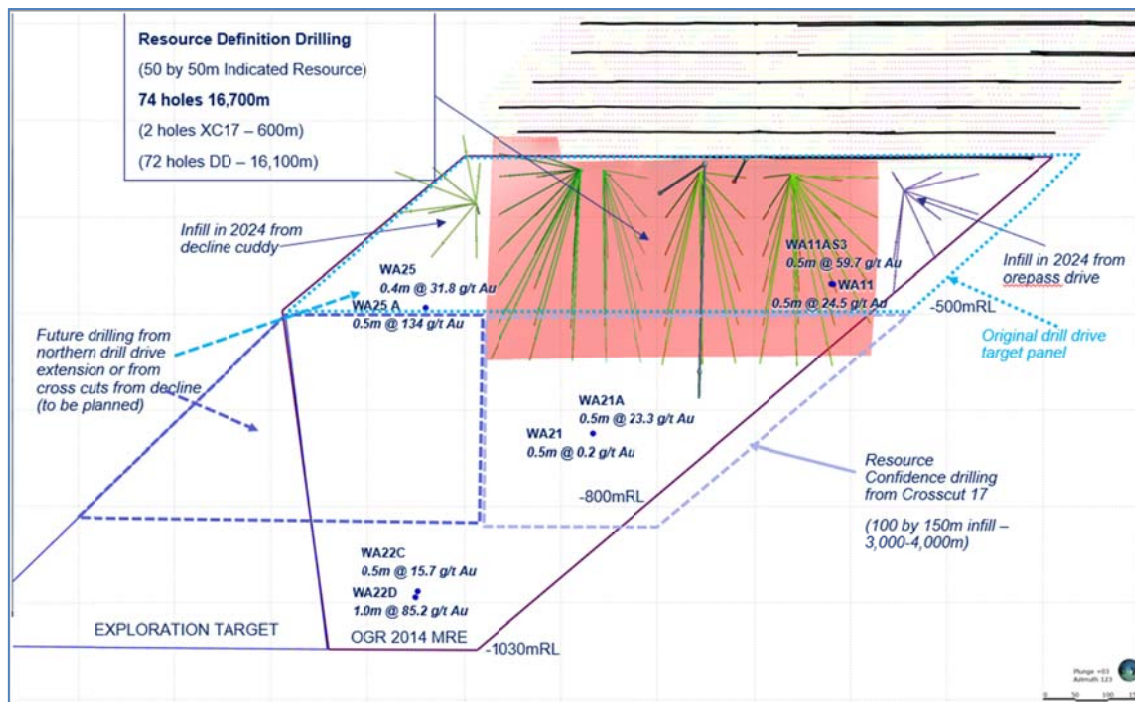 Resource Definition Drilling
(50 by 50m Indicated Resource)
74 holes 16,700m
(2 holes XC17 – 600m)
(72 holes DD – 16,100m)
Infill in 2024 from
decline cuddy
WA25
0.4m @ 31.8 g/t Au
WA25 A
0.5m @ 134 g/t Au
WA11AS3
0.5m @ 59.7 g/t Au
WA11
0.5m @ 24.5 g/t Au
Infill in 2024 from
orepass drive
-500mRL
Original drill drive
target panel
Future drilling from
northern drill drive
extension or from
cross cuts from decline
(to be planned)
WA21A
0.5m @ 23.3 g/t Au
WA21
0.5m @ 0.2 g/t Au
-800mRL
Resource
Confidence drilling
from Crosscut 17
(100 by 150m infill –
3,000-4,000m)
WA22C
0.5m @ 15.7 g/t Au
WA22D
1.0m @ 85.2 g/t Au
EXPLORATION TARGET
OGR 2014 MRE
-1030mRL
Plunge +03
Azimuth 123
0 50 100